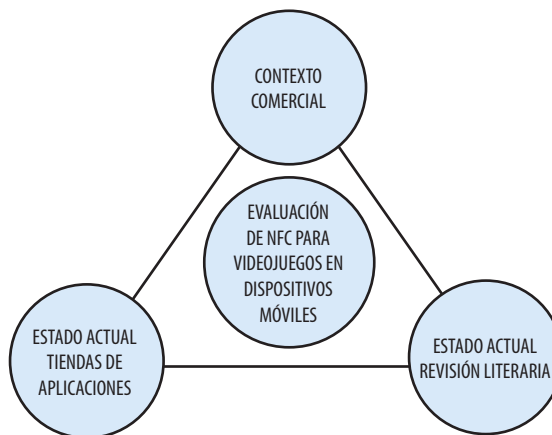 CONTEXTO
COMERCIAL
EVALUACIÓN
DE NFC PARA
VIDEOJUEGOS EN
DISPOSITIVOS
MÓVILES
ESTADO ACTUAL
TIENDAS DE
APLICACIONES
ESTADO ACTUAL
REVISIÓN LITERARIA